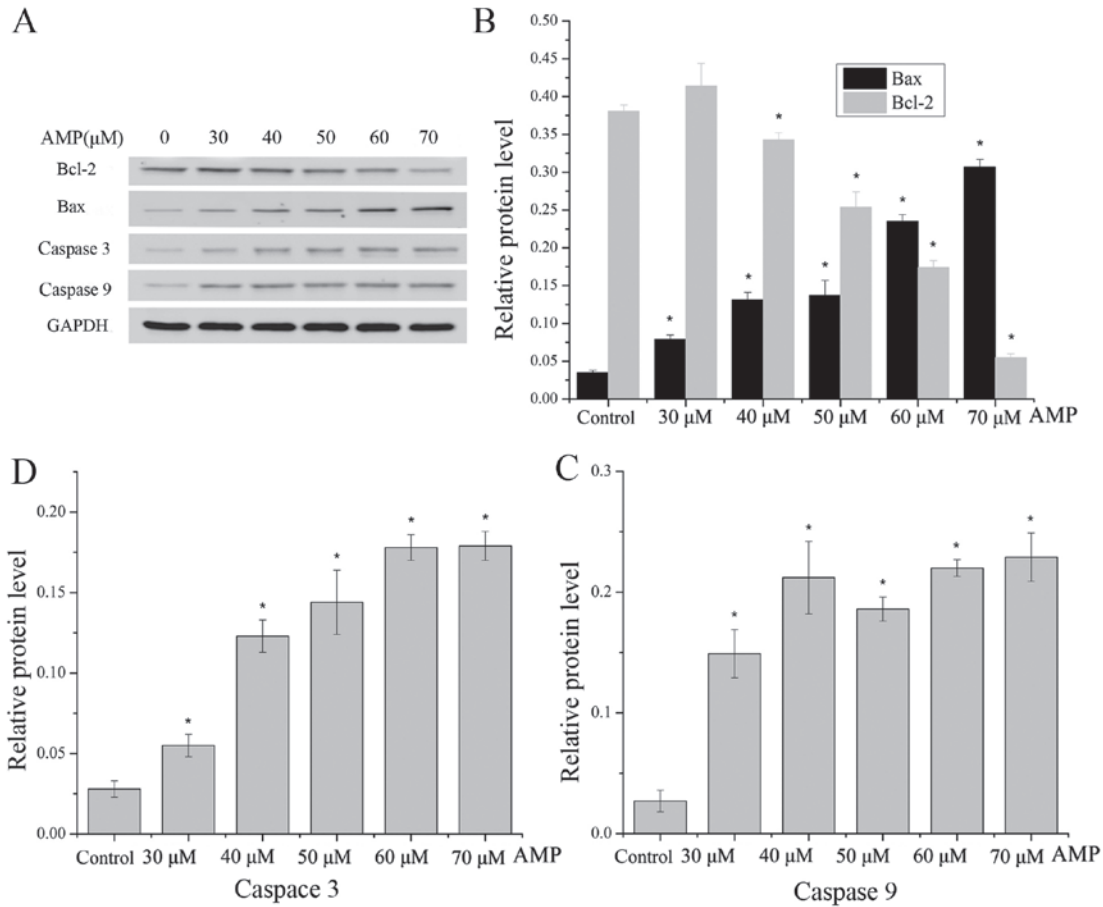 A
AMP(μM) 0 30 40 50 60 70
Bcl-2
Bax
Caspase 3
Caspase 9
GAPDH
B
Relative protein level
0.50
0.45
0.40
0.35
0.30
0.25
0.20
0.15
0.10
0.05
0.00
Bax
Bcl-2
* * * * * * * * *
Control 30 μM 40 μM 50 μM 60 μM 70 μM AMP
D
Relative protein level
0.20
0.15
0.10
0.05
0.00
* * * * *
Control 30 μM 40 μM 50 μM 60 μM 70 μM AMP
Caspace 3
C
Relative protein level
0.3
0.2
0.1
0.0
* * * * *
Control 30 μM 40 μM 50 μM 60 μM 70 μM AMP
Caspase 9